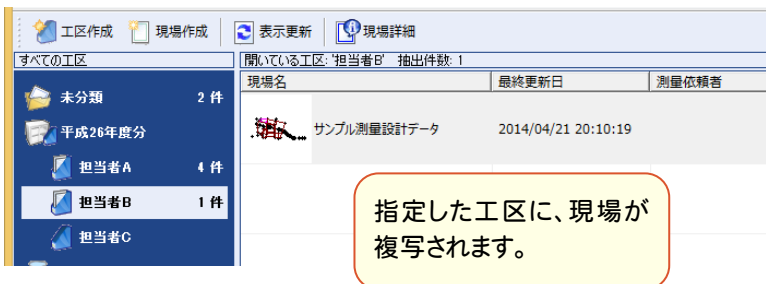 工区作成 現場作成 表示更新 現場詳細
すべての工区
開いている工区: '担当者B' 抽出件数: 1
未分類 2 件
平成26年度分
担当者A 4 件
担当者B 1 件
担当者C
現場名 最終更新日 測量依頼者
サンプル測量設計データ 2014/04/21 20:10:19
指定した工区に、現場が
複写されます。